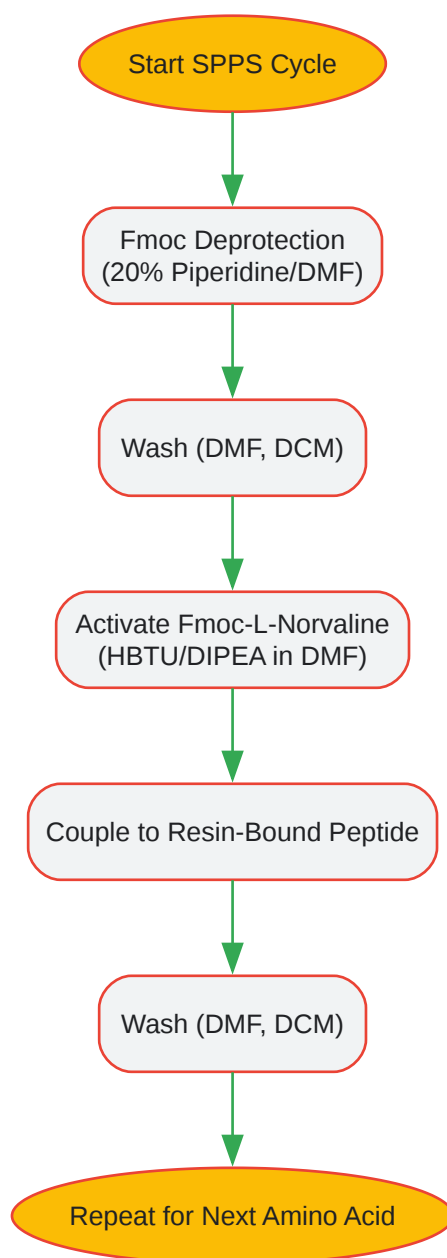 Start SPPS Cycle
Fmoc Deprotection
(20% Piperidine/DMF)
Wash (DMF, DCM)
Activate Fmoc-L-Norvaline
(HBTU/DIPEA in DMF)
Couple to Resin-Bound Peptide
Wash (DMF, DCM)
Repeat for Next Amino Acid